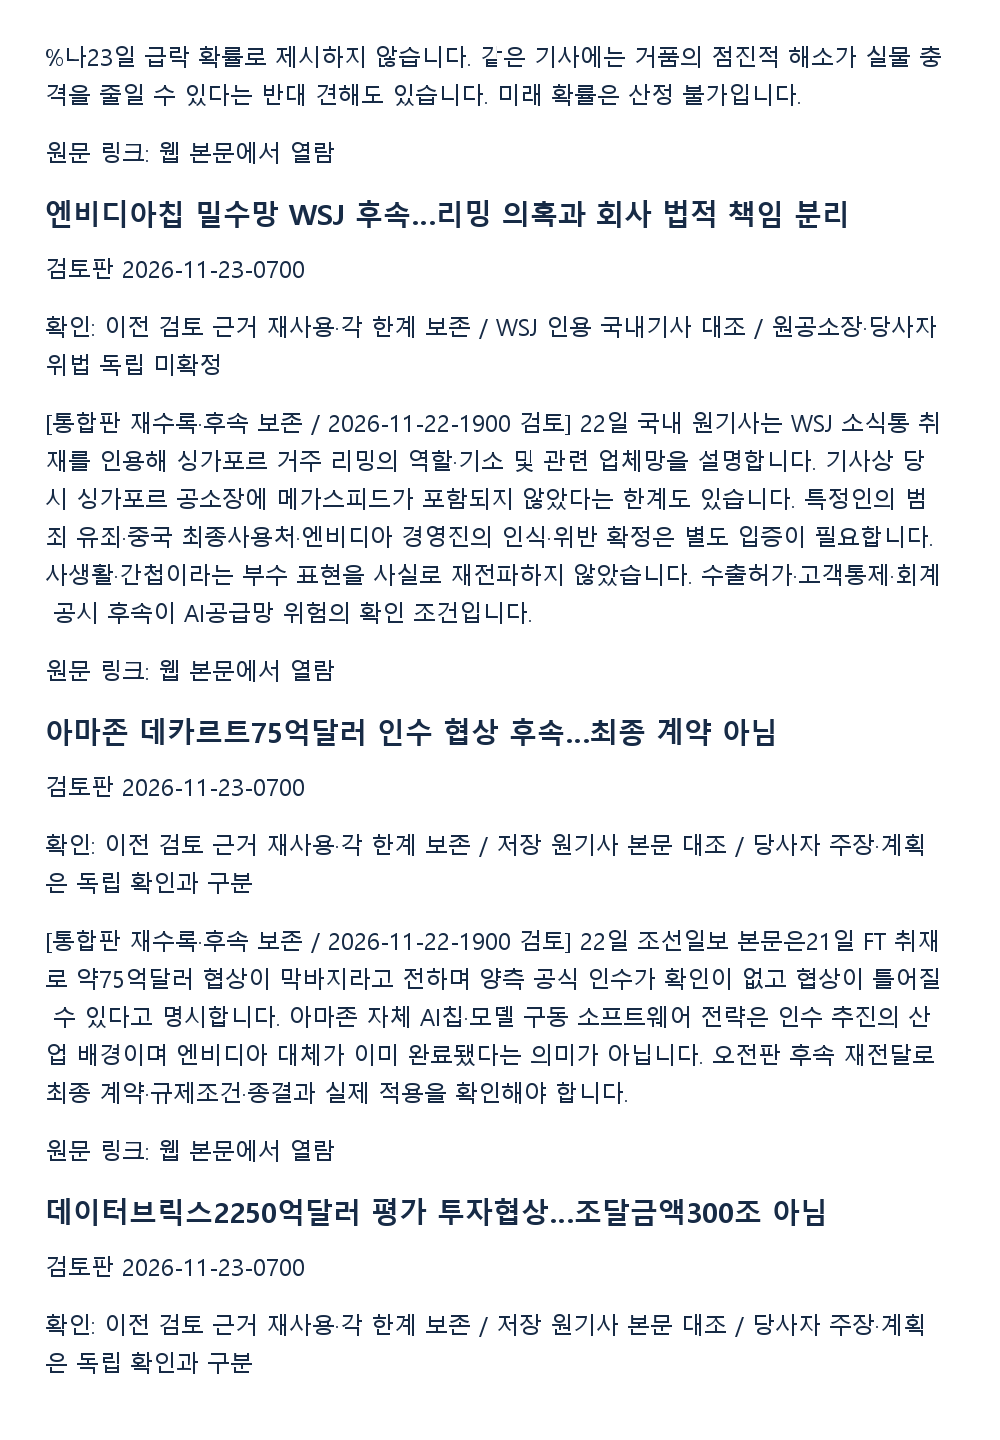 %나23일 급락 확률로 제시하지 않습니다. 같은 기사에는 거품의 점진적 해소가 실물 충
격을 줄일 수 있다는 반대 견해도 있습니다. 미래 확률은 산정 불가입니다.
원문 링크: 웹 본문에서 열람
엔비디아칩 밀수망 WSJ 후속…리밍 의혹과 회사 법적 책임 분리
검토판 2026-11-23-0700
확인: 이전 검토 근거 재사용·각 한계 보존 / WSJ 인용 국내기사 대조 / 원공소장·당사자
위법 독립 미확정
[통합판 재수록·후속 보존 / 2026-11-22-1900 검토] 22일 국내 원기사는 WSJ 소식통 취
재를 인용해 싱가포르 거주 리밍의 역할·기소 및 관련 업체망을 설명합니다. 기사상 당
시 싱가포르 공소장에 메가스피드가 포함되지 않았다는 한계도 있습니다. 특정인의 범
죄 유죄·중국 최종사용처·엔비디아 경영진의 인식·위반 확정은 별도 입증이 필요합니다.
사생활·간첩이라는 부수 표현을 사실로 재전파하지 않았습니다. 수출허가·고객통제·회계
공시 후속이 AI공급망 위험의 확인 조건입니다.
원문 링크: 웹 본문에서 열람
아마존 데카르트75억달러 인수 협상 후속…최종 계약 아님
검토판 2026-11-23-0700
확인: 이전 검토 근거 재사용·각 한계 보존 / 저장 원기사 본문 대조 / 당사자 주장·계획
은 독립 확인과 구분
[통합판 재수록·후속 보존 / 2026-11-22-1900 검토] 22일 조선일보 본문은21일 FT 취재
로 약75억달러 협상이 막바지라고 전하며 양측 공식 인수가 확인이 없고 협상이 틀어질
수 있다고 명시합니다. 아마존 자체 AI칩·모델 구동 소프트웨어 전략은 인수 추진의 산
업 배경이며 엔비디아 대체가 이미 완료됐다는 의미가 아닙니다. 오전판 후속 재전달로
최종 계약·규제조건·종결과 실제 적용을 확인해야 합니다.
원문 링크: 웹 본문에서 열람
데이터브릭스2250억달러 평가 투자협상…조달금액300조 아님
검토판 2026-11-23-0700
확인: 이전 검토 근거 재사용·각 한계 보존 / 저장 원기사 본문 대조 / 당사자 주장·계획
은 독립 확인과 구분